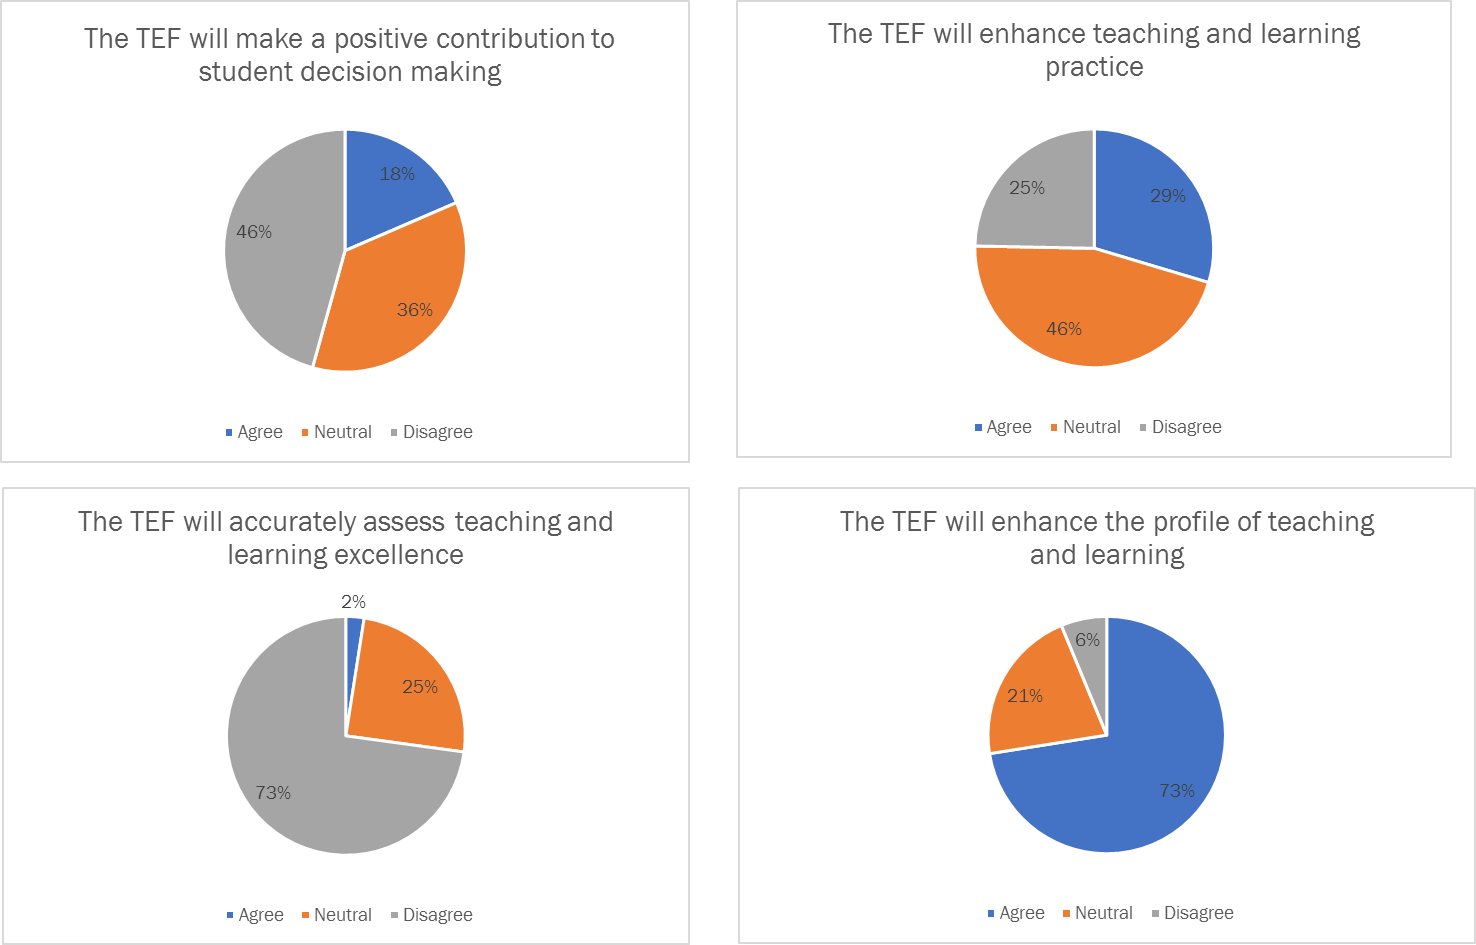 The TEF will make a positive contribution to
student decision making
18%
46%
36%
Agree Neutral Disagree
The TEF will enhance teaching and learning
practice
25%
29%
46%
Agree Neutral Disagree
The TEF will accurately assess teaching and
learning excellence
2%
25%
73%
Agree Neutral Disagree
The TEF will enhance the profile of teaching
and learning
6%
21%
73%
Agree Neutral Disagree